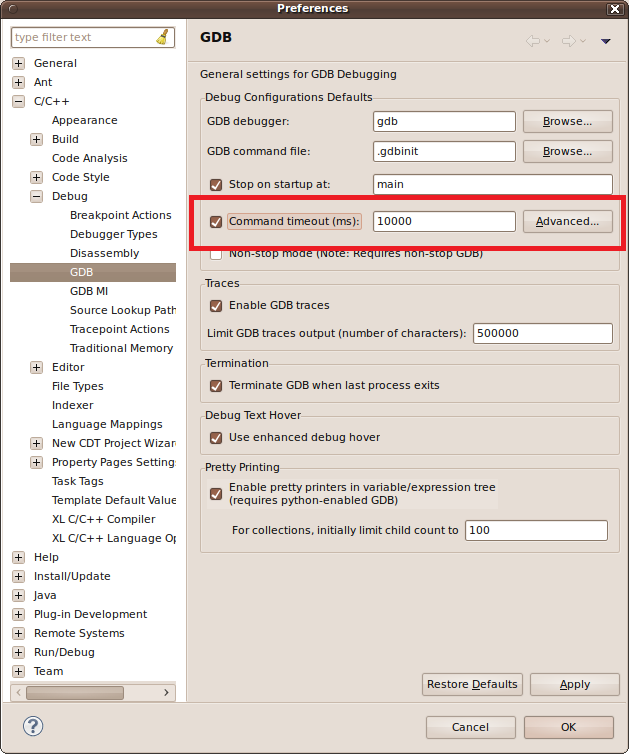 Preferences
type filter text
General
Ant
C/C++
Appearance
Build
Code Analysis
Code Style
Debug
Breakpoint Actions
Debugger Types
Disassembly
GDB
GDB MI
Source Lookup Path
Tracepoint Actions
Traditional Memory
Editor
File Types
Indexer
Language Mappings
New CDT Project Wizar
Property Pages Settings
Task Tags
Template Default Value
XL C/C++ Compiler
XL C/C++ Language Op
Help
Install/Update
Java
Plug-in Development
Remote Systems
Run/Debug
Team
GDB
General settings for GDB Debugging
Debug Configurations Defaults
GDB debugger: gdb Browse...
GDB command file: .gdbinit Browse...
Stop on startup at: main
Command timeout (ms): 10000 Advanced...
Non-stop mode (Note: Requires non-stop GDB)
Traces
Enable GDB traces
Limit GDB traces output (number of characters): 500000
Termination
Terminate GDB when last process exits
Debug Text Hover
Use enhanced debug hover
Pretty Printing
Enable pretty printers in variable/expression tree
(requires python-enabled GDB)
For collections, initially limit child count to 100
Restore Defaults Apply
? Cancel OK